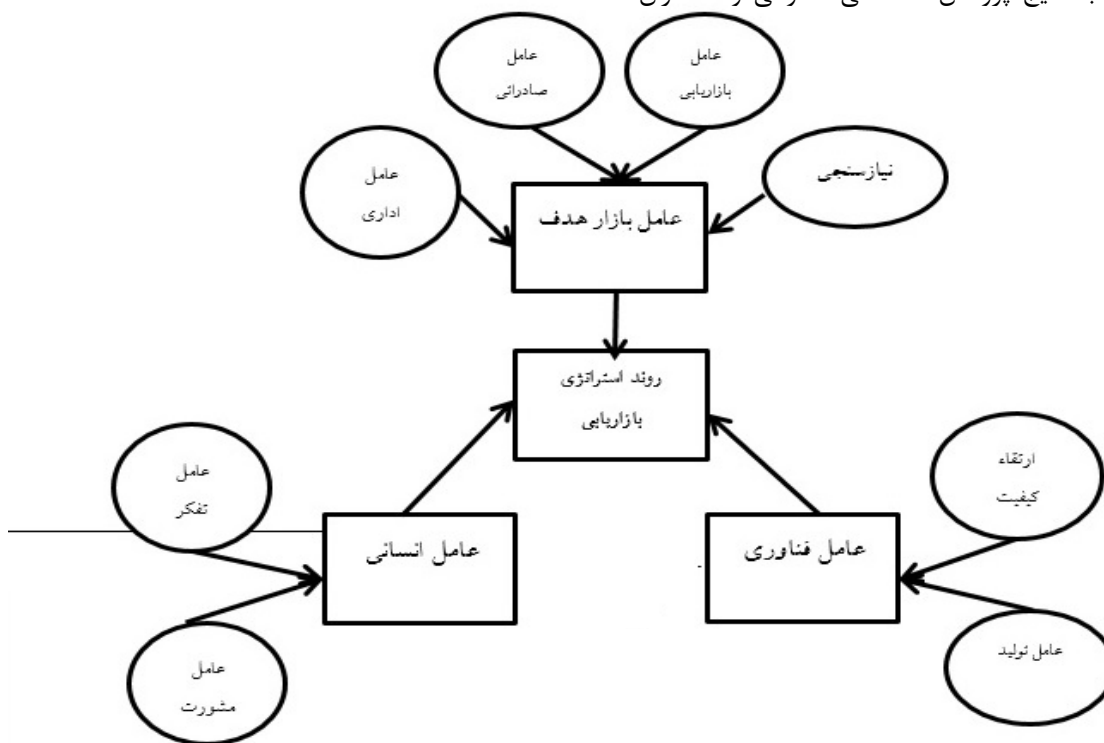 عامل
صادراتی
عامل
بازاریابی
عامل
اداری
نیازسنجی
عامل بازار هدف
روند استراتژی
بازاریابی
عامل
تفکر
ارتقاء
کیفیت
عامل انسانی
عامل فناوری
عامل
مشورت
عامل تولید